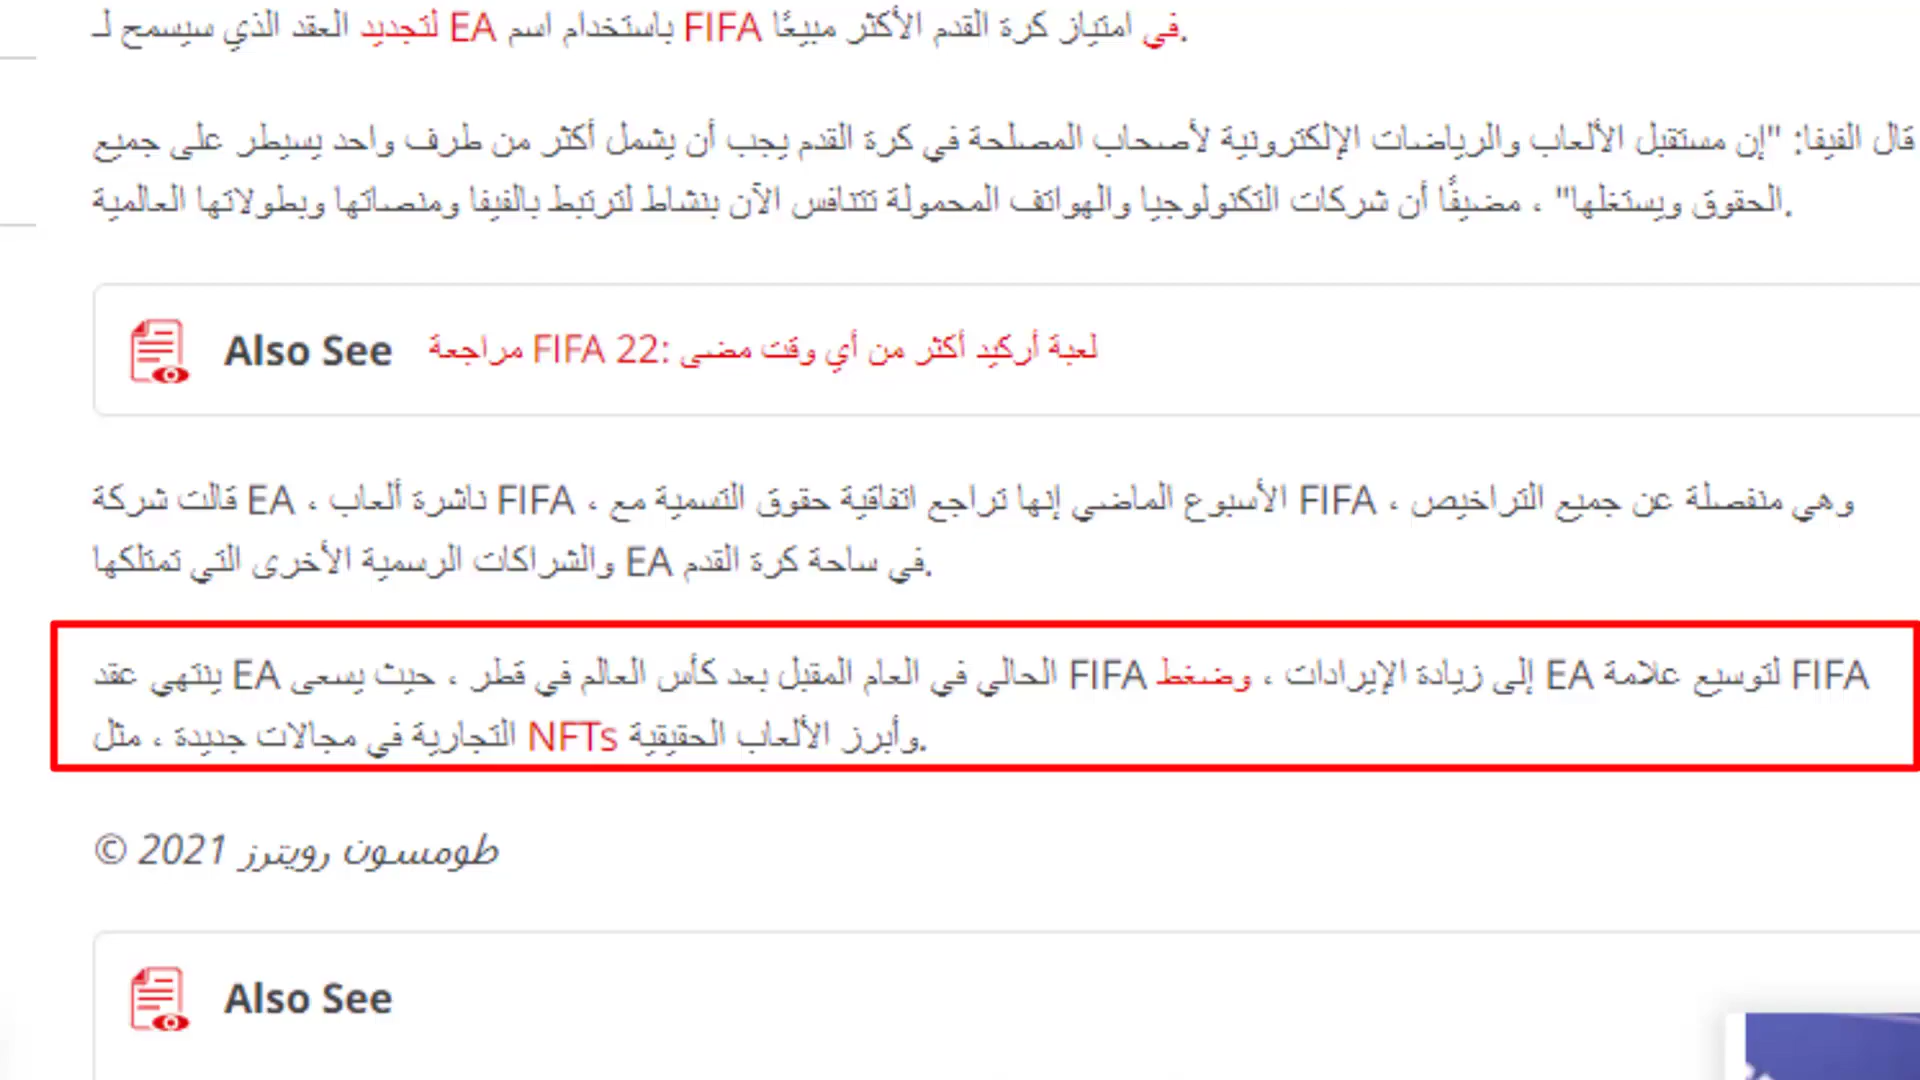 لتجديد العقد الذي سيسمح لـ EA باستخدام اسم FIFA في امتياز كرة القدم الأكثر مبيعًا.
قال الفيفا: "إن مستقبل الألعاب والرياضات الإلكترونية لأصحاب المصلحة في كرة القدم يجب أن يشمل أكثر من طرف واحد يسيطر على جميع
الحقوق ويستغلها" ، مضيفًا أن شركات التكنولوجيا والهواتف المحمولة تتنافس الآن بنشاط لترتبط بالفيفا ومنصاتها وبطولاتها العالمية.
Also See مراجعة FIFA 22: لعبة أركيد أكثر من أي وقت مضى
قالت شركة EA ، ناشرة ألعاب FIFA ، الأسبوع الماضي إنها تراجع اتفاقية حقوق التسمية مع FIFA ، وهي منفصلة عن جميع التراخيص
والشراكات الرسمية الأخرى التي تمتلكها EA في ساحة كرة القدم.
ينتهي عقد EA الحالي في العام المقبل بعد كأس العالم في قطر ، حيث يسعى FIFA إلى زيادة الإيرادات ، وضغط EA لتوسيع علامة FIFA
التجارية في مجالات جديدة ، مثل NFTs وأبرز الألعاب الحقيقية.
© 2021 طومسون رويترز
Also See